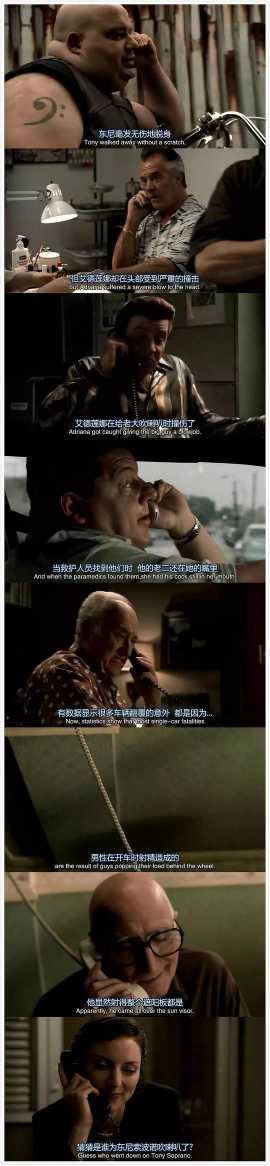 东尼毫发无伤地脱身
Tony walked away without a scratch,
但艾德莲娜却在头部受到严重的撞击
but Adriana suffered a severe blow to the head.
艾德莲娜在给老大吹喇叭时撞伤了
Adriana got caught giving the big guy a blowjob.
当救护人员找到他们时 他的老二还在她的嘴里
And when the paramedics found them,she had his cock still in her mouth
有数据显示很多车辆翻覆的意外 都是因为...
Now, statistics show that most single-car fatalities
男性在开车时射精造成的
are the result of guys popping their load behind the wheel.
他显然射得整个遮阳板都是
Apparently, he came all over the sun visor.
猜猜是谁为东尼索波诺吹喇叭了?
Guess who went down on Tony Soprano.